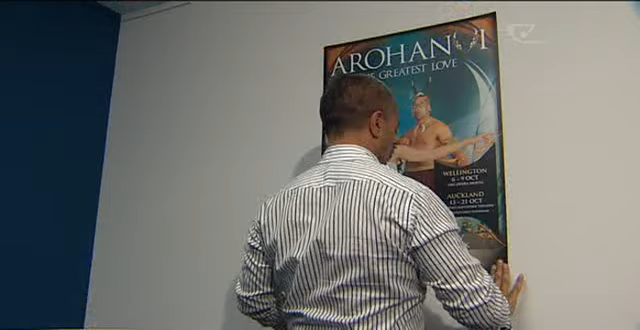 AROHANUI
THE GREATEST LOVE
WELLINGTON
6 - 9 OCT
AUCKLAND
13 - 21 OCT